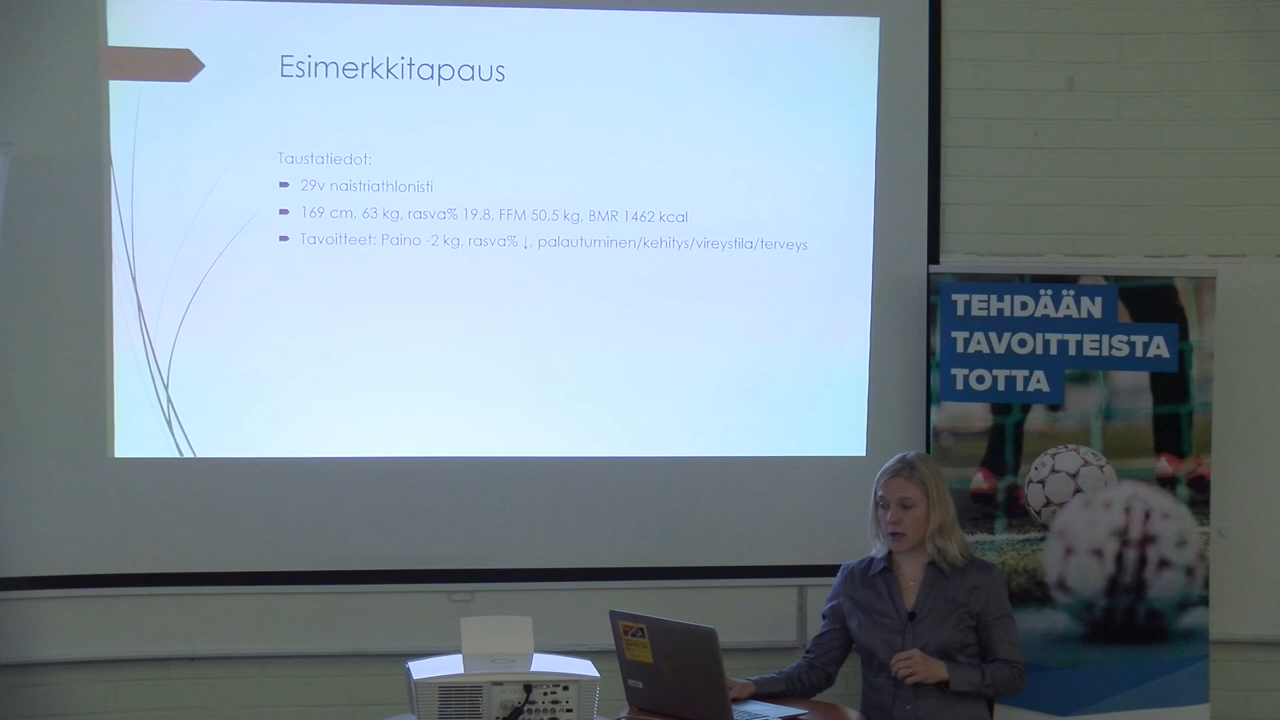 Esimerkkitapaus
Taustatiedot:
29v naistriathlonisti
169 cm, 63 kg, rasva% 19.8, FFM 50.5 kg, BMR 1462 kcal
Tavoitteet: Paino -2 kg, rasva% ↓, palautuminen/kehitys/vireystila/terveys
TEHDÄÄN
TAVOITTEISTA
TOTTA